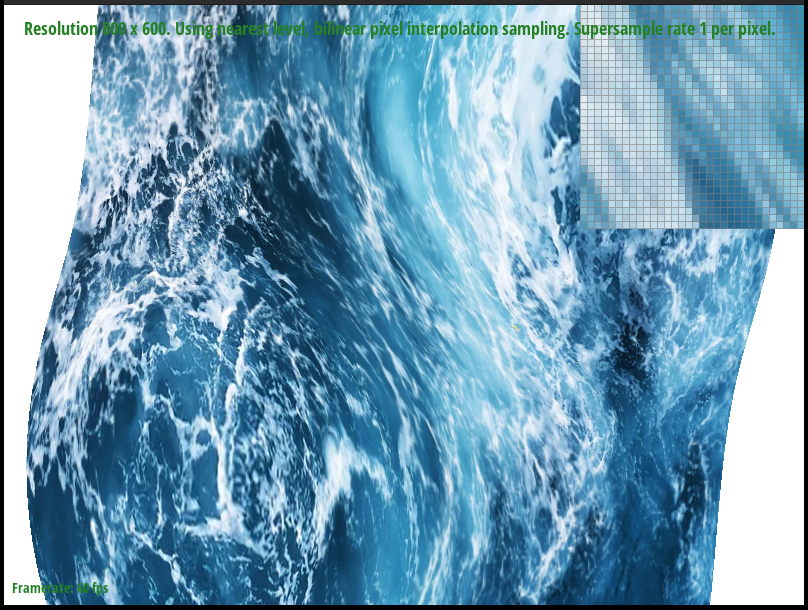 Resolution 800 x 600. Using nearest level, bilinear pixel interpolation sampling. Supersample rate 1 per pixel.
Framerate: 60 fps